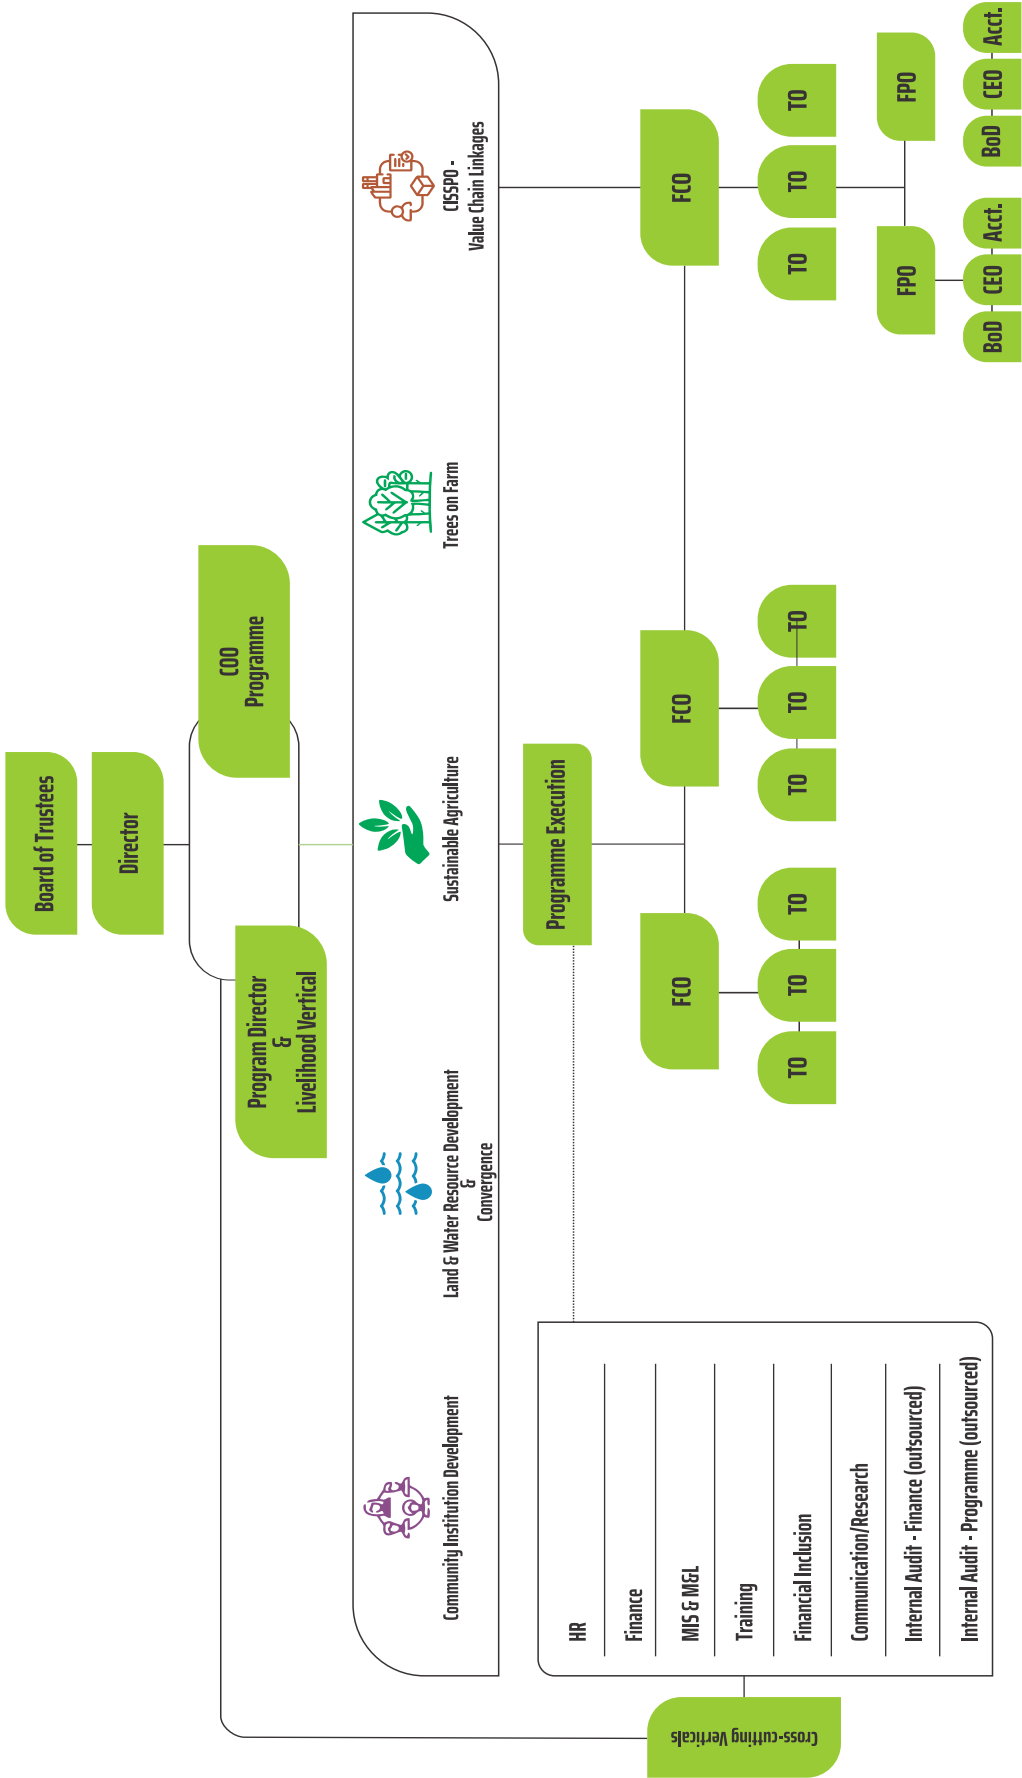 Board of Trustees
Director
COO
Programme
Program Director
&
Livelihood Vertical
Community Institution Development
Land & Water Resource Development
&
Convergence
Sustainable Agriculture
Trees on Farm
CISSPO -
Value Chain Linkages
Programme Execution
FCO
FCO
FCO
TO
TO
TO
TO
TO
TO
TO
TO
TO
FPO
FPO
BoD
CEO
Acct.
BoD
CEO
Acct.
Cross-cutting Verticals
HR
Finance
MIS & M&L
Training
Financial Inclusion
Communication/Research
Internal Audit - Finance (outsourced)
Internal Audit - Programme (outsourced)